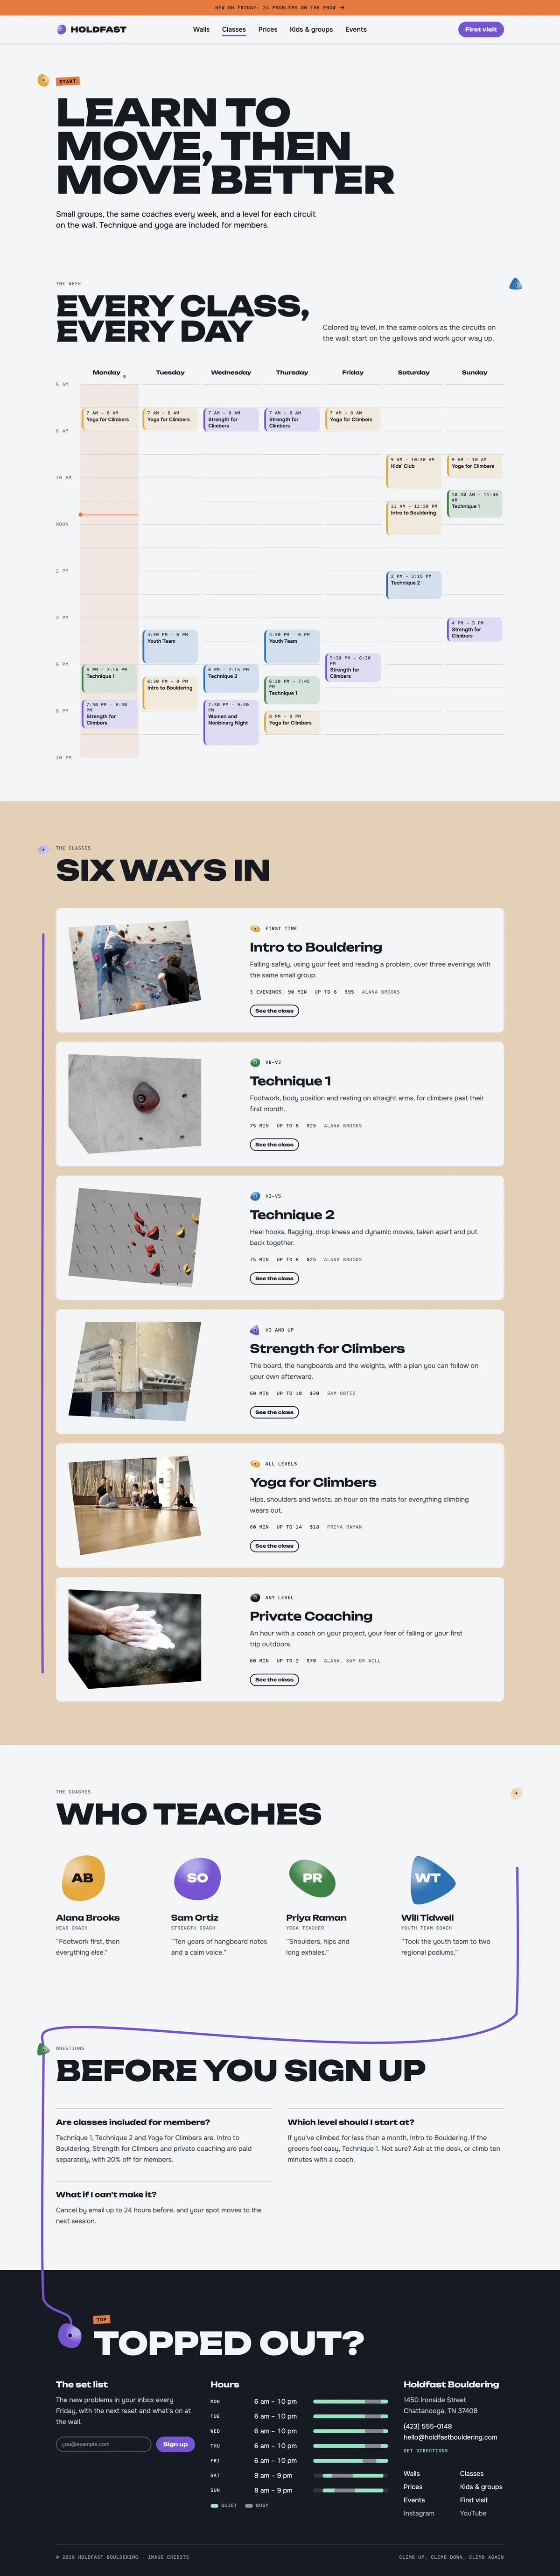 NEW ON FRIDAY: 24 PROBLEMS ON THE PROW →
HOLDFAST
Walls
Classes
Prices
Kids & groups
Events
First visit
START
LEARN TO
MOVE, THEN
MOVE BETTER
Small groups, the same coaches every week, and a level for each circuit
on the wall. Technique and yoga are included for members.
THE WEEK
EVERY CLASS,
EVERY DAY
Colored by level, in the same colors as the circuits on
the wall: start on the yellows and work your way up.
Monday
Tuesday
Wednesday
Thursday
Friday
Saturday
Sunday
6 AM
7 AM – 8 AM
Yoga for Climbers
7 AM – 8 AM
Yoga for Climbers
7 AM – 8 AM
Strength for
Climbers
7 AM – 8 AM
Strength for
Climbers
7 AM – 8 AM
Yoga for Climbers
8 AM
9 AM – 10:30 AM
Kids' Club
9 AM – 10 AM
Yoga for Climbers
10 AM
10:30 AM – 11:45
AM
Technique 1
11 AM – 12:30 PM
Intro to Bouldering
NOON
2 PM
2 PM – 3:15 PM
Technique 2
4 PM
4 PM – 5 PM
Strength for
Climbers
4:30 PM – 6 PM
Youth Team
4:30 PM – 6 PM
Youth Team
5:30 PM – 6:30
PM
Strength for
Climbers
6 PM
6 PM – 7:15 PM
Technique 1
6:30 PM – 8 PM
Intro to Bouldering
6 PM – 7:15 PM
Technique 2
6:30 PM – 7:45
PM
Technique 1
7:30 PM – 8:30
PM
Strength for
Climbers
7:30 PM – 9:30
PM
Women and
Nonbinary Night
8 PM
8 PM – 9 PM
Yoga for Climbers
10 PM
THE CLASSES
SIX WAYS IN
FIRST TIME
Intro to Bouldering
Falling safely, using your feet and reading a problem, over three evenings with
the same small group.
3 EVENINGS, 90 MIN UP TO 6 $95 ALANA BROOKS
See the class
VB–V2
Technique 1
Footwork, body position and resting on straight arms, for climbers past their
first month.
75 MIN UP TO 8 $25 ALANA BROOKS
See the class
V3–V5
Technique 2
Heel hooks, flagging, drop knees and dynamic moves, taken apart and put
back together.
75 MIN UP TO 8 $25 ALANA BROOKS
See the class
V3 AND UP
Strength for Climbers
The board, the hangboards and the weights, with a plan you can follow on
your own afterward.
60 MIN UP TO 10 $20 SAM ORTIZ
See the class
ALL LEVELS
Yoga for Climbers
Hips, shoulders and wrists: an hour on the mats for everything climbing
wears out.
60 MIN UP TO 14 $18 PRIYA RAMAN
See the class
ANY LEVEL
Private Coaching
An hour with a coach on your project, your fear of falling or your first
trip outdoors.
60 MIN UP TO 2 $70 ALANA, SAM OR WILL
See the class
THE COACHES
WHO TEACHES
AB
Alana Brooks
HEAD COACH
“Footwork first, then
everything else.”
SO
Sam Ortiz
STRENGTH COACH
“Ten years of hangboard notes
and a calm voice.”
PR
Priya Raman
YOGA TEACHER
“Shoulders, hips and
long exhales.”
WT
Will Tidwell
YOUTH TEAM COACH
“Took the youth team to two
regional podiums.”
QUESTIONS
BEFORE YOU SIGN UP
Are classes included for members?
Technique 1, Technique 2 and Yoga for Climbers are. Intro to
Bouldering, Strength for Climbers and private coaching are paid
separately, with 20% off for members.
Which level should I start at?
If you've climbed for less than a month, Intro to Bouldering. If the
greens feel easy, Technique 1. Not sure? Ask at the desk, or climb ten
minutes with a coach.
What if I can't make it?
Cancel by email up to 24 hours before, and your spot moves to the
next session.
TOP
TOPPED OUT?
The set list
The new problems in your inbox every
Friday, with the next reset and what's on at
the wall.
you@example.com
Sign up
Hours
MON 6 am – 10 pm
TUE 6 am – 10 pm
WED 6 am – 10 pm
THU 6 am – 10 pm
FRI 6 am – 10 pm
SAT 8 am – 9 pm
SUN 8 am – 9 pm
QUIET BUSY
Holdfast Bouldering
1450 Ironside Street
Chattanooga, TN 37408
(423) 555-0148
hello@holdfastbouldering.com
GET DIRECTIONS
Walls
Classes
Prices
Kids & groups
Events
First visit
Instagram
YouTube
© 2026 HOLDFAST BOULDERING · IMAGE CREDITS
CLIMB UP, CLIMB DOWN, CLIMB AGAIN